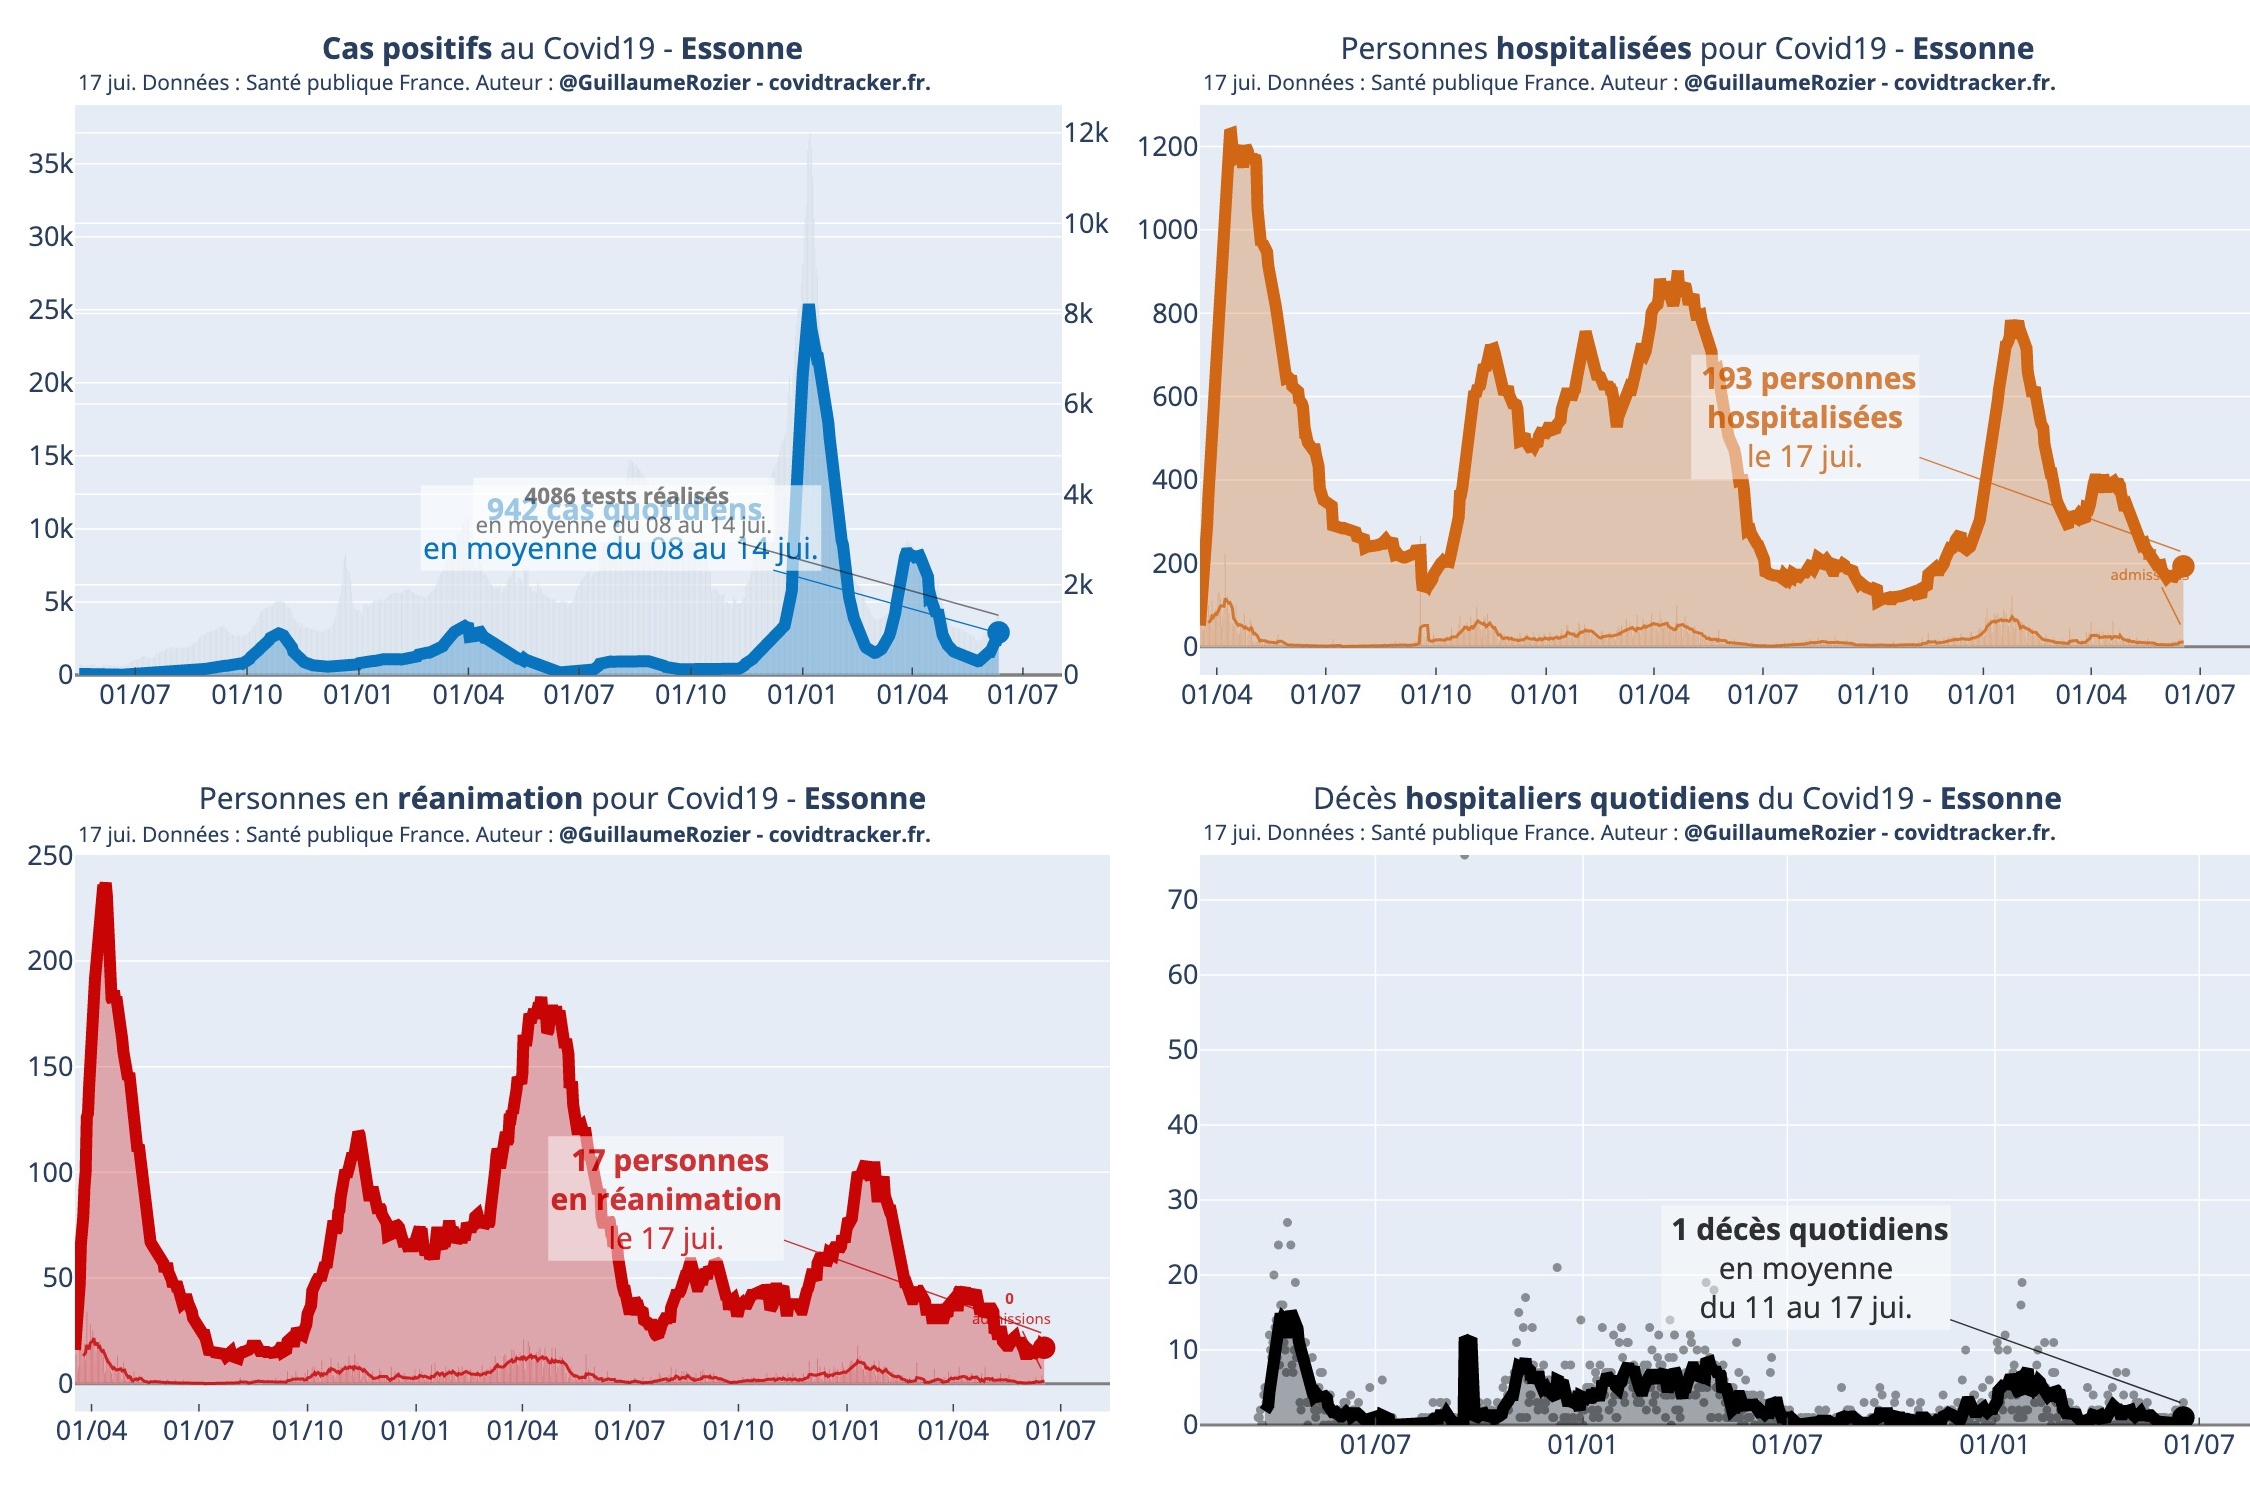 Cas positifs au Covid19 - Essonne
17 jui. Données : Santé publique France. Auteur : @GuillaumeRozier - covidtracker.fr.
35k
30k
25k
20k
15k
10k
5k
0
12k
10k
8k
6k
4k
2k
0
4086 tests réalisés
942 cas quotidiens
en moyenne du 08 au 14 jui.
en moyenne du 08 au 14 jui.
01/07 01/10 01/01 01/04 01/07 01/10 01/01 01/04 01/07
Personnes hospitalisées pour Covid19 - Essonne
17 jui. Données : Santé publique France. Auteur : @GuillaumeRozier - covidtracker.fr.
1200
1000
800
600
400
200
0
193 personnes
hospitalisées
le 17 jui.
admissions
01/04 01/07 01/10 01/01 01/04 01/07 01/10 01/01 01/04 01/07
Personnes en réanimation pour Covid19 - Essonne
17 jui. Données : Santé publique France. Auteur : @GuillaumeRozier - covidtracker.fr.
250
200
150
100
50
0
17 personnes
en réanimation
le 17 jui.
0
admissions
01/04 01/07 01/10 01/01 01/04 01/07 01/10 01/01 01/04 01/07
Décès hospitaliers quotidiens du Covid19 - Essonne
17 jui. Données : Santé publique France. Auteur : @GuillaumeRozier - covidtracker.fr.
70
60
50
40
30
20
10
0
1 décès quotidiens
en moyenne
du 11 au 17 jui.
01/07 01/01 01/07 01/01 01/07